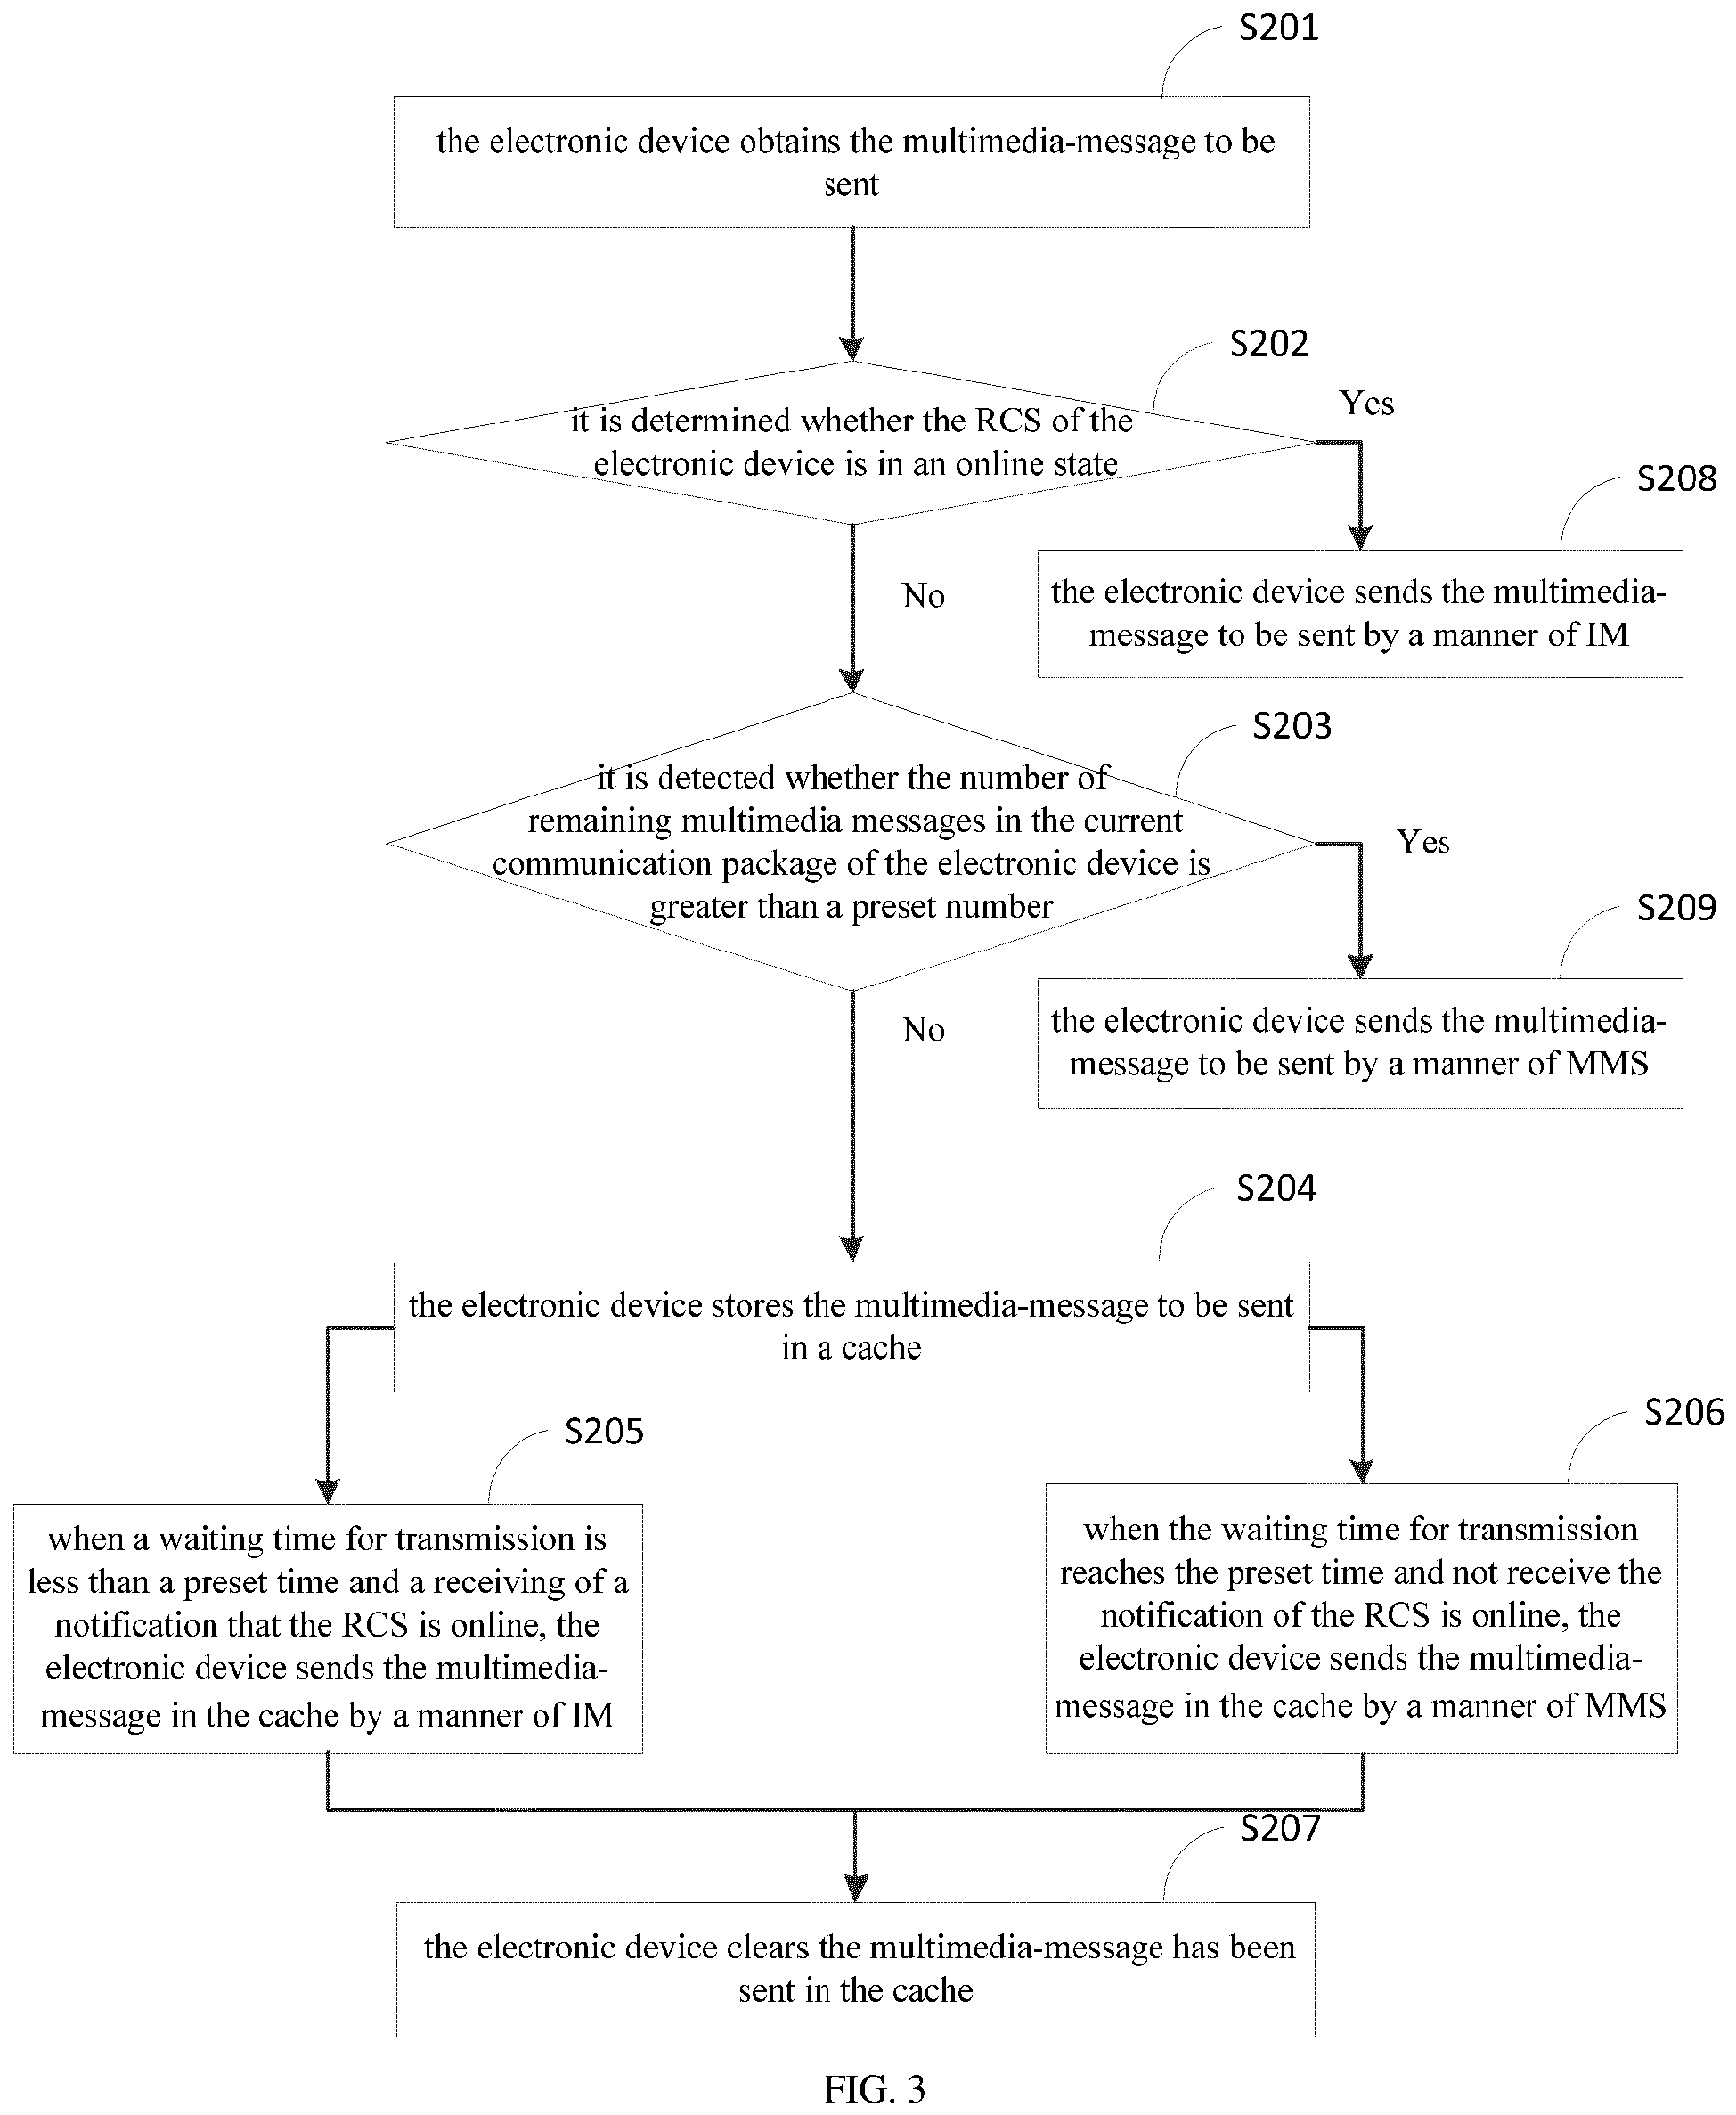 S201
the electronic device obtains the multimedia-message to be
sent
S202
it is determined whether the RCS of the
electronic device is in an online state
Yes
S208
the electronic device sends the multimedia-
message to be sent by a manner of IM
No
S203
it is detected whether the number of
remaining multimedia messages in the current
communication package of the electronic device is
greater than a preset number
Yes
S209
the electronic device sends the multimedia-
message to be sent by a manner of MMS
No
S204
the electronic device stores the multimedia-message to be sent
in a cache
S205
when a waiting time for transmission is
less than a preset time and a receiving of a
notification that the RCS is online, the
electronic device sends the multimedia-
message in the cache by a manner of IM
S206
when the waiting time for transmission
reaches the preset time and not receive the
notification of the RCS is online, the
electronic device sends the multimedia-
message in the cache by a manner of MMS
S207
the electronic device clears the multimedia-message has been
sent in the cache
FIG. 3